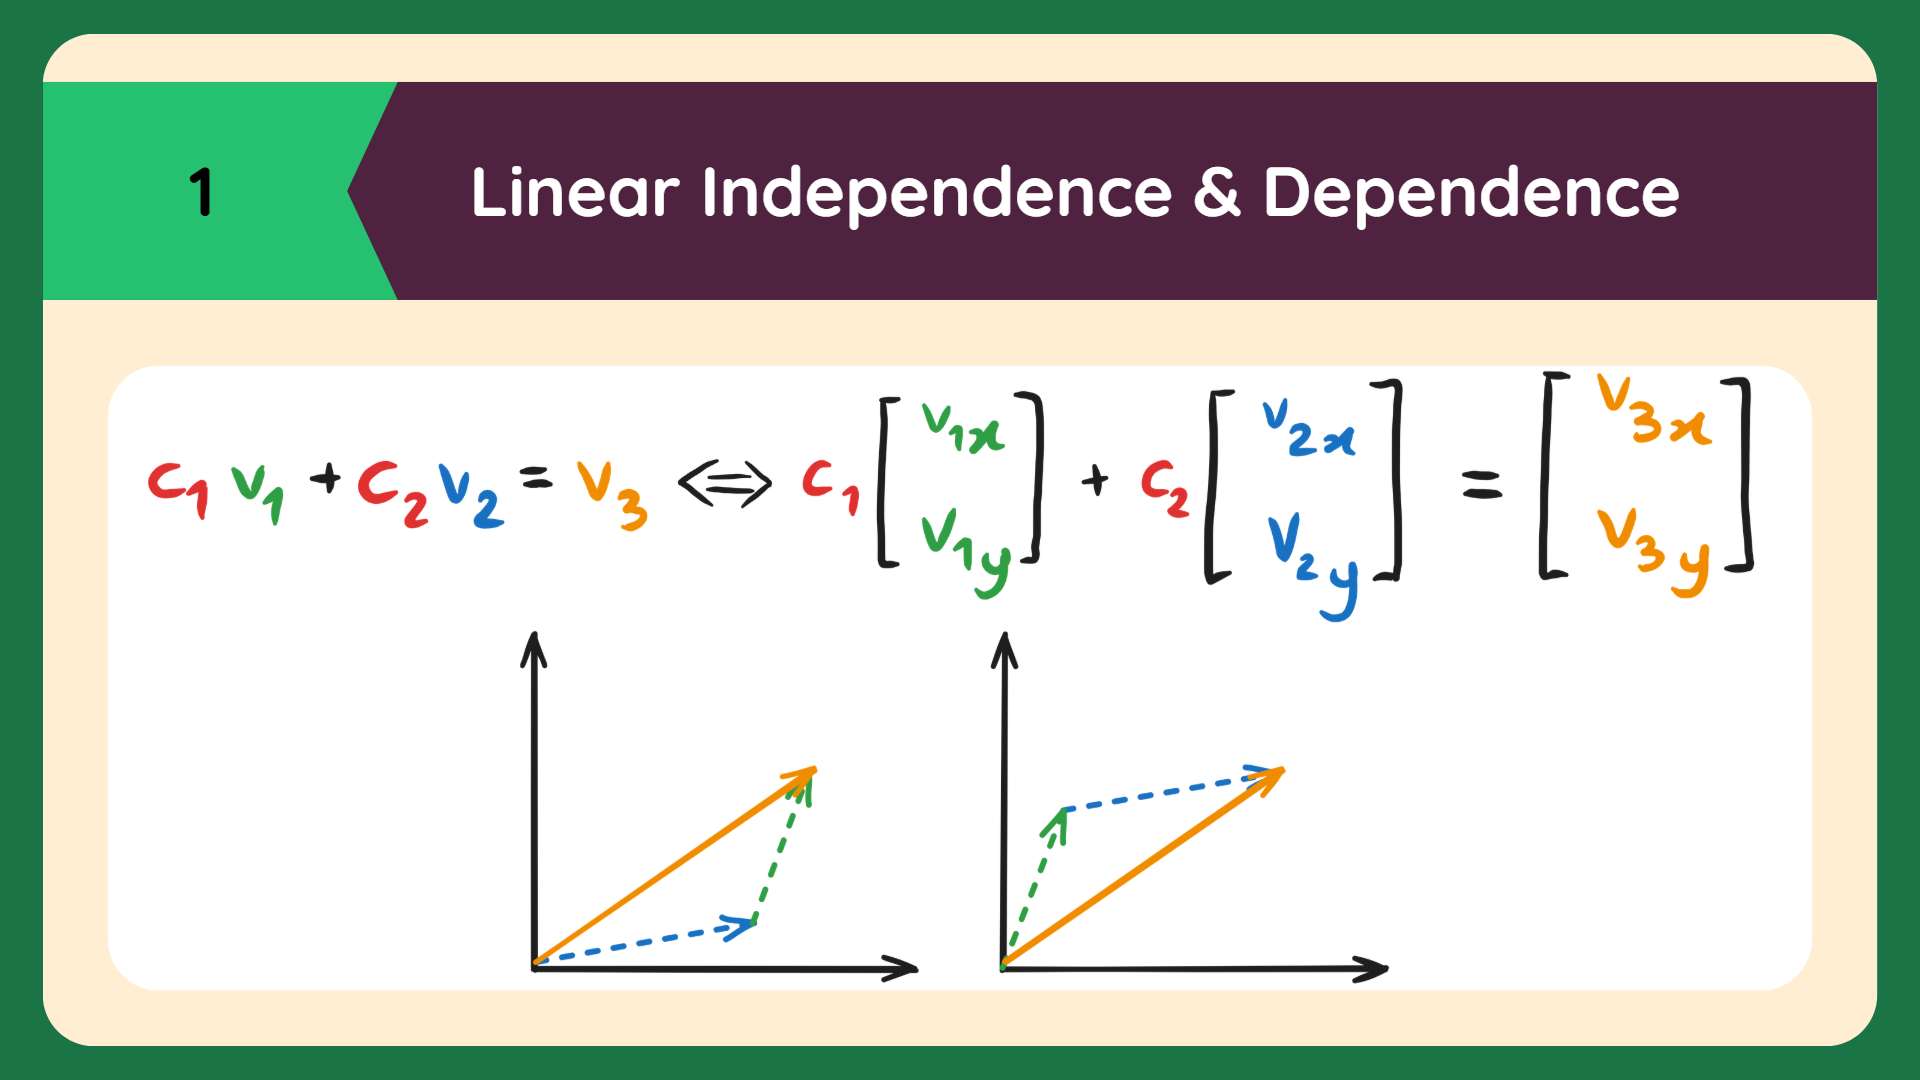 1
Linear Independence & Dependence
c₁ v₁ + c₂ v₂ = v₃ ⇔ c₁ [ v₁ₓ v₁y ] + c₂ [ v₂ₓ v₂y ] = [ v₃ₓ v₃y ]